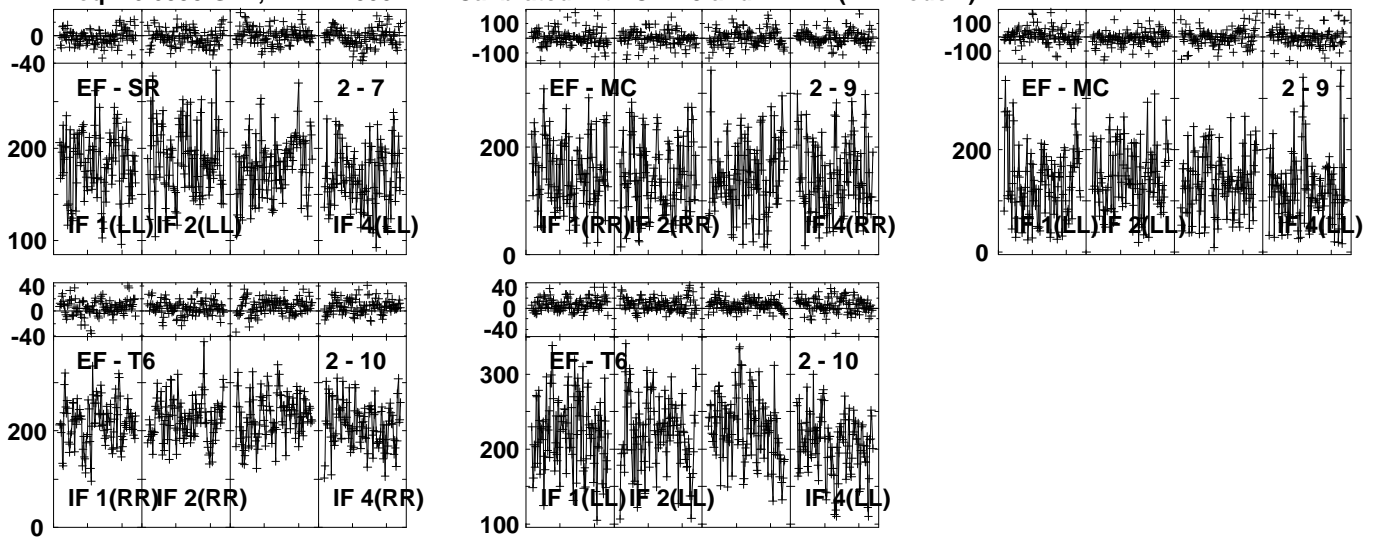 0
-40
EF - SR
2 - 7
200
100
IF 1(LL)
IF 2(LL)
IF 4(LL)
100
-100
EF - MC
2 - 9
200
0
IF 1(RR)
IF 2(RR)
IF 4(RR)
100
-100
EF - MC
2 - 9
200
0
IF 1(LL)
IF 2(LL)
IF 4(LL)
40
0
-40
EF - T6
2 - 10
200
0
IF 1(RR)
IF 2(RR)
IF 4(RR)
40
0
-40
EF - T6
2 - 10
300
200
100
IF 1(LL)
IF 2(LL)
IF 4(LL)